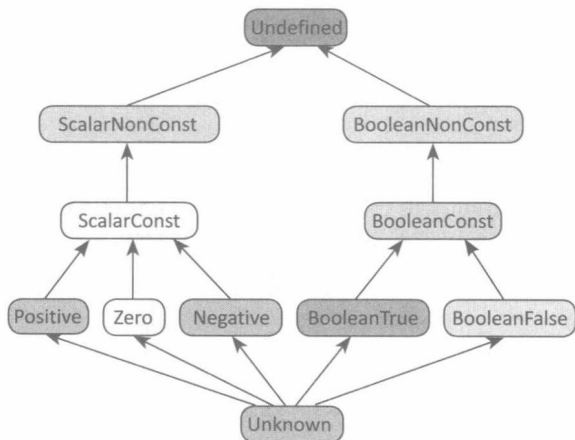 Undefined
ScalarNonConst
BooleanNonConst
ScalarConst
BooleanConst
Positive
Zero
Negative
BooleanTrue
BooleanFalse
Unknown